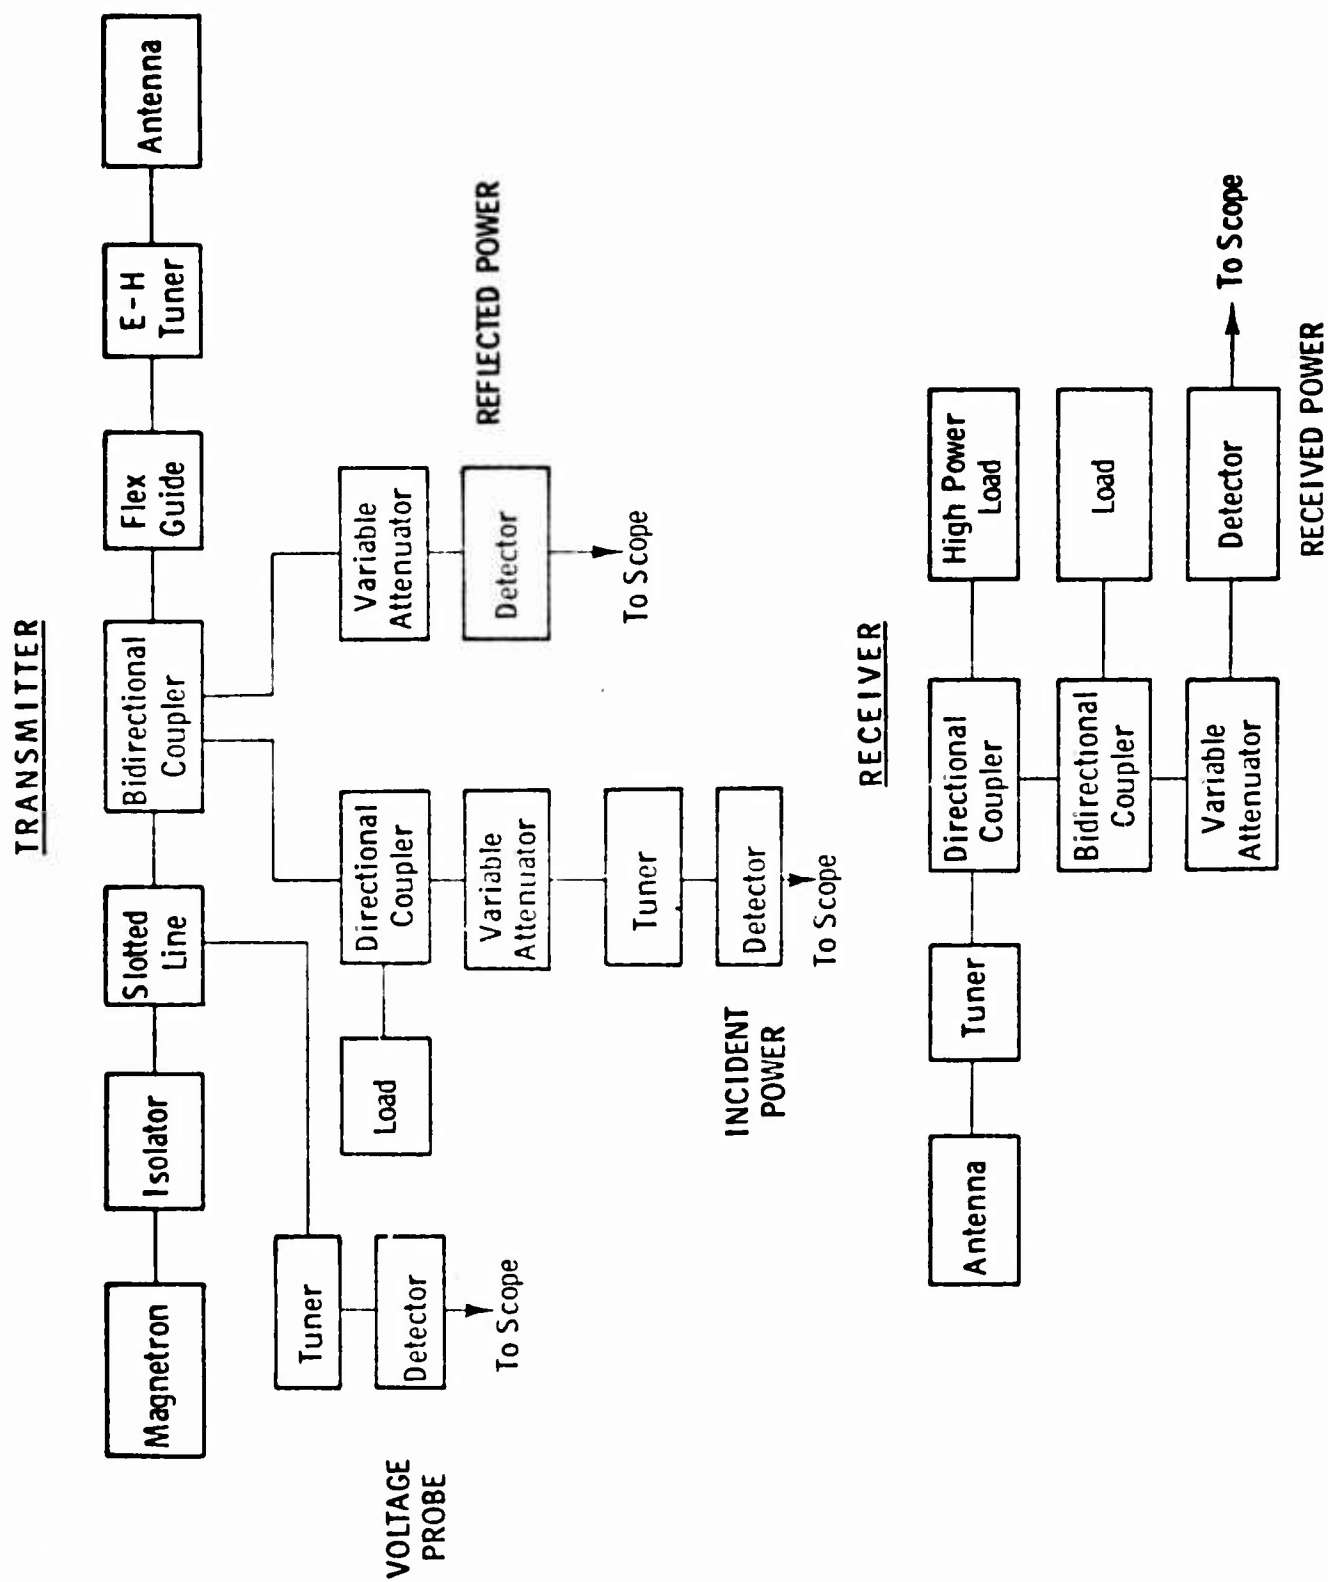 TRANSMITTER
Magnetron
Isolator
Slotted
Line
Bidirectional
Coupler
Flex
Guide
E-H
Tuner
Antenna
Tuner
Detector
To Scope
VOLTAGE
PROBE
Load
Directional
Coupler
Variable
Attenuator
Tuner
Detector
To Scope
INCIDENT
POWER
Variable
Attenuator
Detector
To Scope
REFLECTED POWER
RECEIVER
Antenna
Tuner
Directional
Coupler
High Power
Load
Bidirectional
Coupler
Load
Variable
Attenuator
Detector
To Scope
RECEIVED POWER